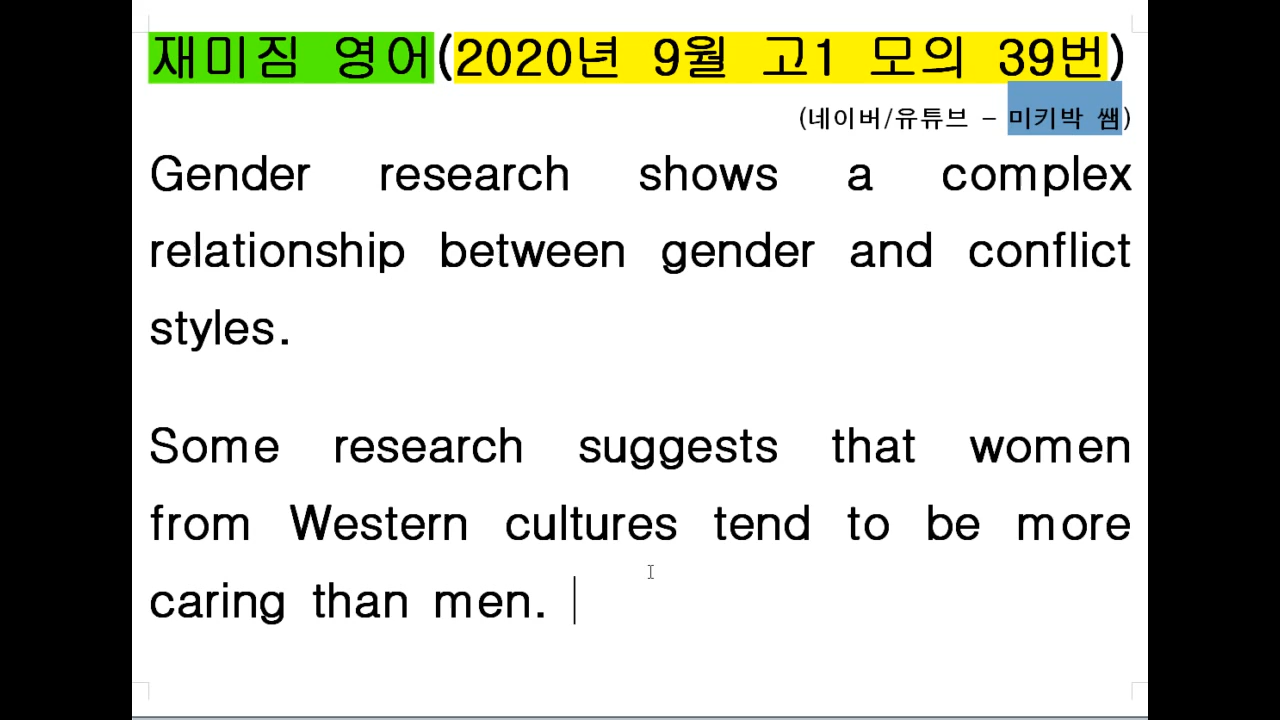 재미짐 영어(2020년 9월 고1 모의 39번)
(네이버/유튜브 - 미키박 쌤)
Gender research shows a complex
relationship between gender and conflict
styles.
Some research suggests that women
from Western cultures tend to be more
caring than men.